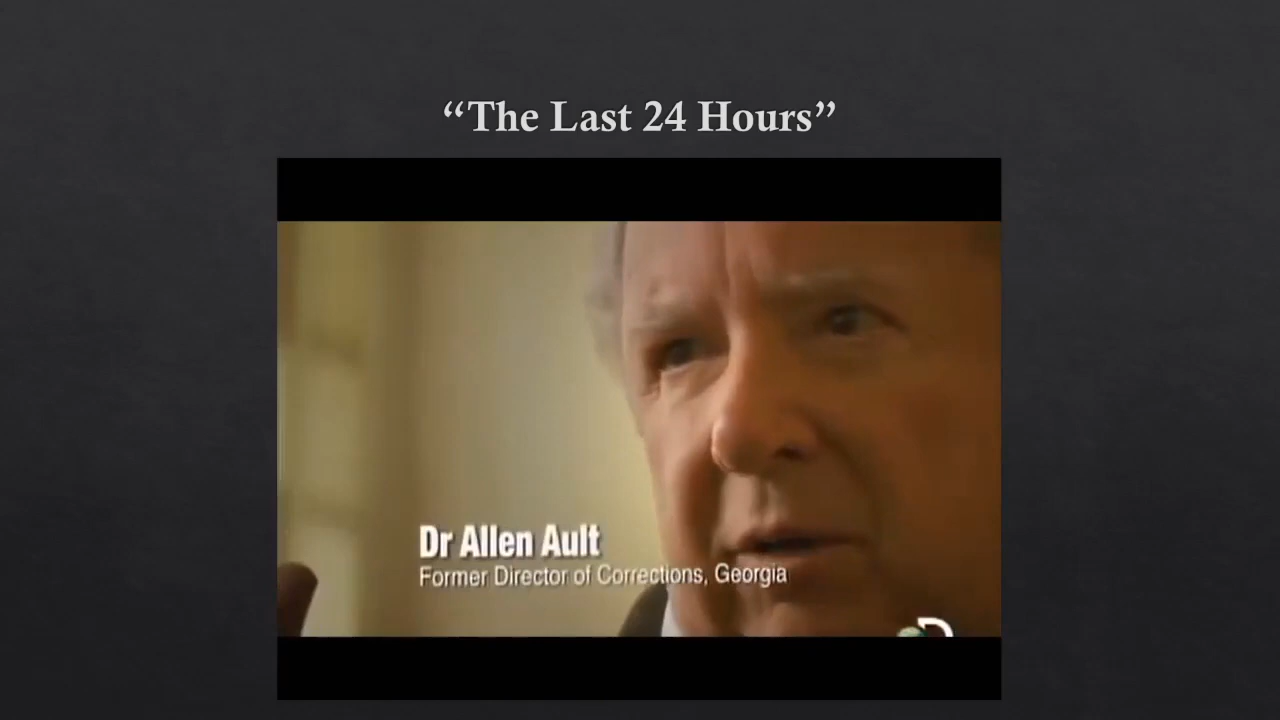 “The Last 24 Hours”
Dr Allen Ault
Former Director of Corrections, Georgia